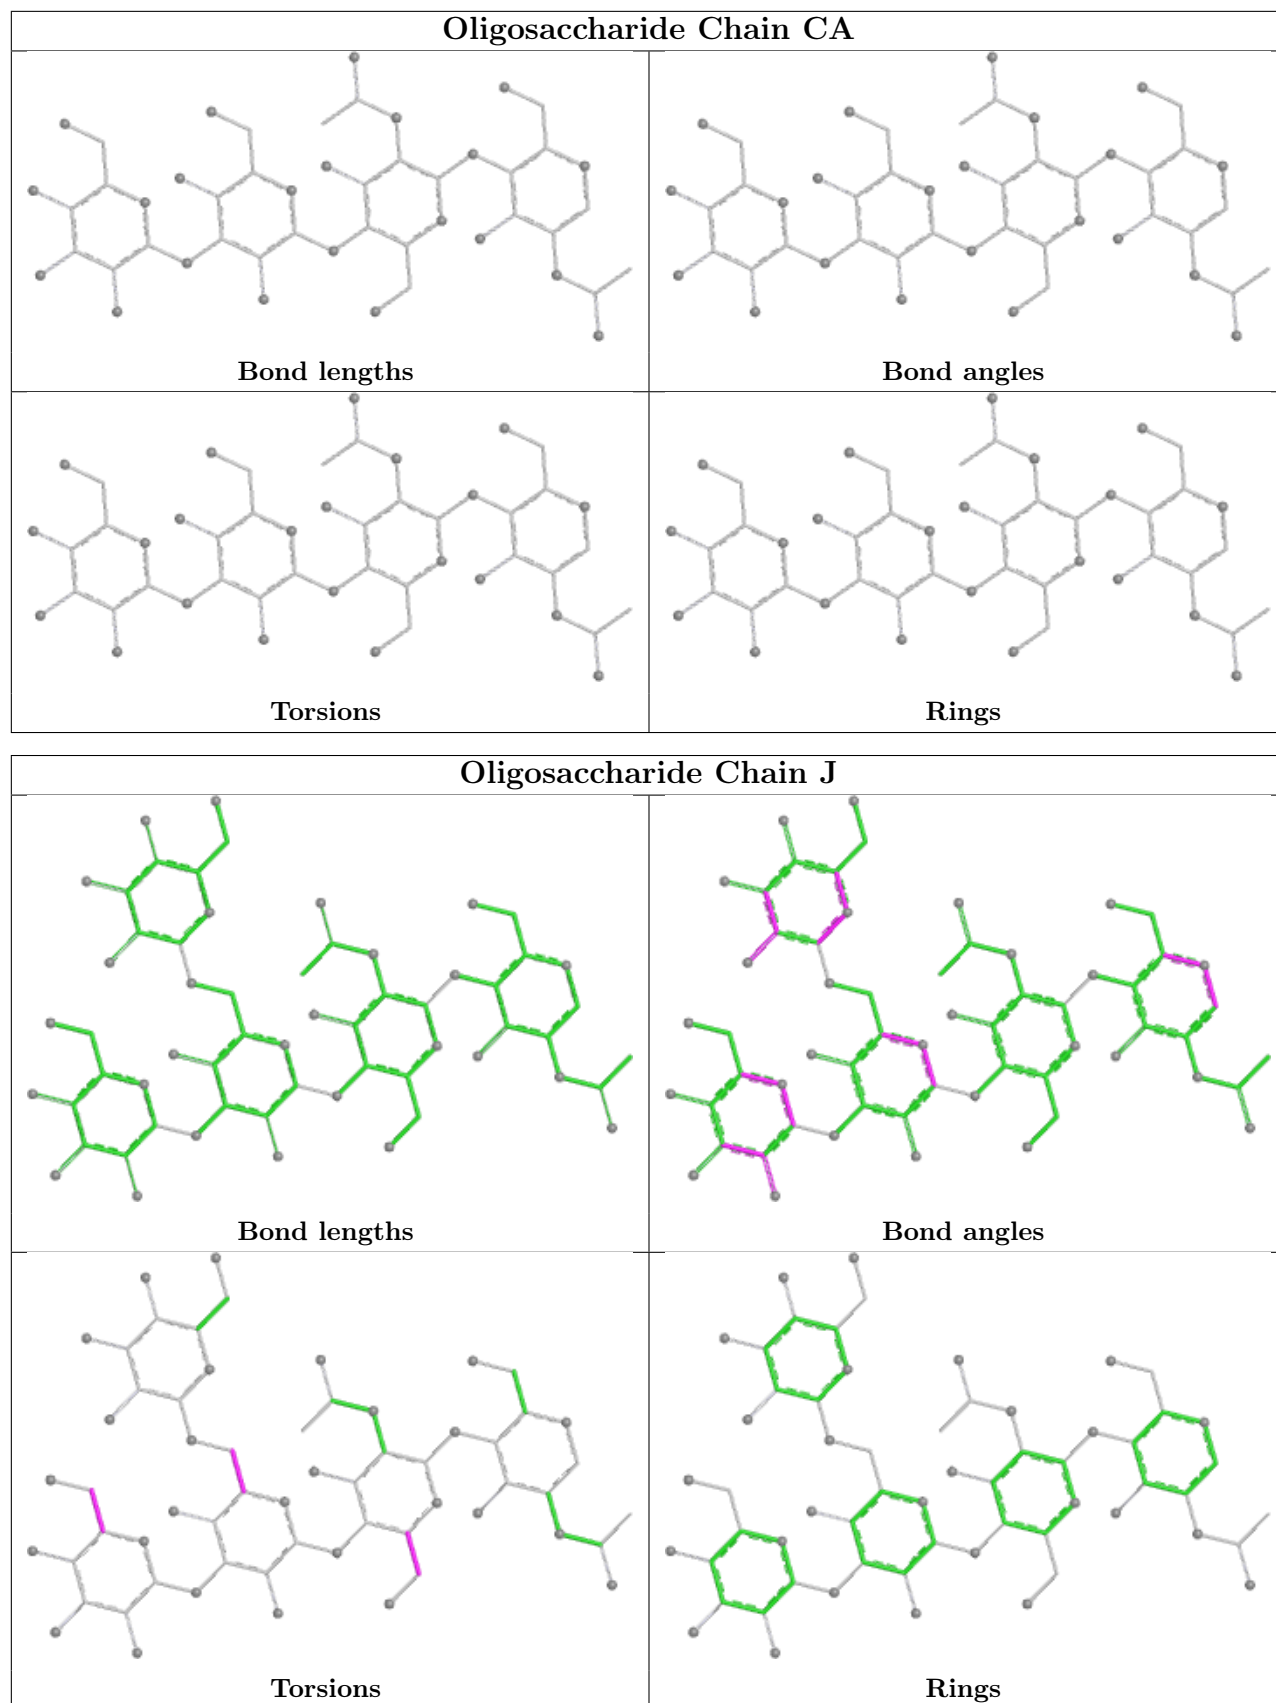 Oligosaccharide Chain CA
Bond lengths
Bond angles
Torsions
Rings
Oligosaccharide Chain J
Bond lengths
Bond angles
Torsions
Rings